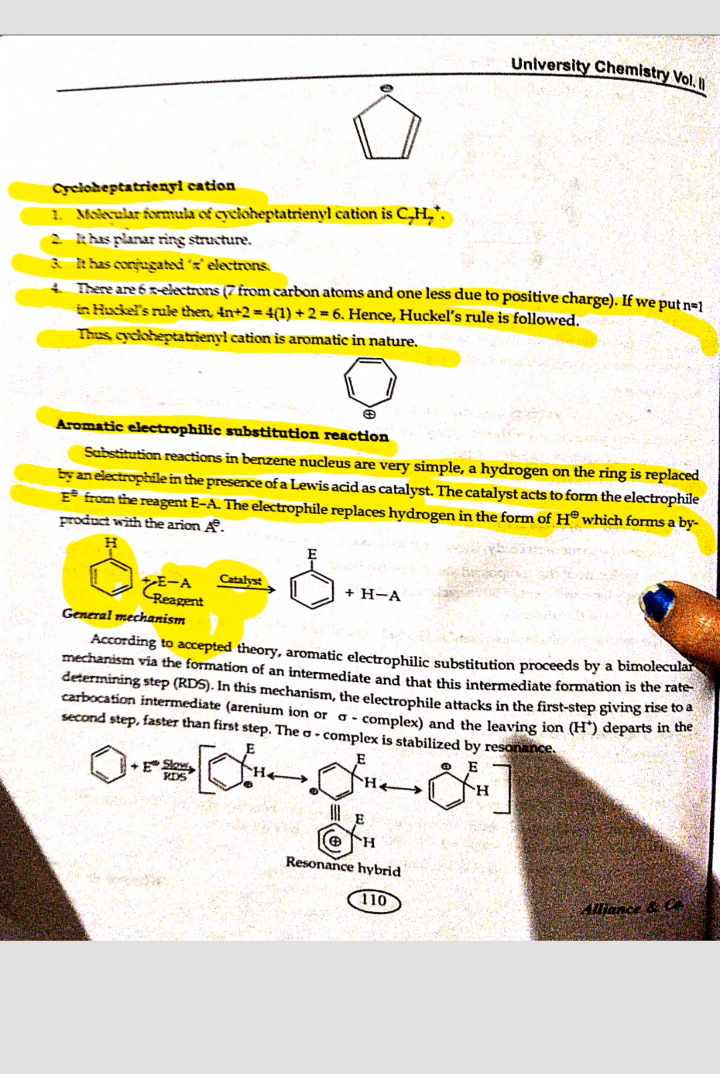 University Chemistry Vol. II
⊖
Cycloheptatrienyl cation
1. Molecular formula of cycloheptatrienyl cation is C₇H₇⁺.
2. It has planar ring structure.
3. It has conjugated 'π' electrons.
4. There are 6 π-electrons (7 from carbon atoms and one less due to positive charge). If we put n=1
in Huckel's rule then, 4n+2 = 4(1) + 2 = 6. Hence, Huckel's rule is followed.
Thus, cycloheptatrienyl cation is aromatic in nature.
⊕
Aromatic electrophilic substitution reaction
Substitution reactions in benzene nucleus are very simple, a hydrogen on the ring is replaced
by an electrophile in the presence of a Lewis acid as catalyst. The catalyst acts to form the electrophile
E⊕ from the reagent E–A. The electrophile replaces hydrogen in the form of H⊕ which forms a by-
product with the arion A⊖.
H E
+ E—A Catalyst + H—A
Reagent
General mechanism
According to accepted theory, aromatic electrophilic substitution proceeds by a bimolecular
mechanism via the formation of an intermediate and that this intermediate formation is the rate-
determining step (RDS). In this mechanism, the electrophile attacks in the first-step giving rise to a
carbocation intermediate (arenium ion or σ - complex) and the leaving ion (H⁺) departs in the
second step, faster than first step. The σ - complex is stabilized by resonance.
E E ⊕ E
+ E⊕ Slow H H H
RDS ⊕ ⊕
E
⊕ H
Resonance hybrid
110
Alliance & Co.